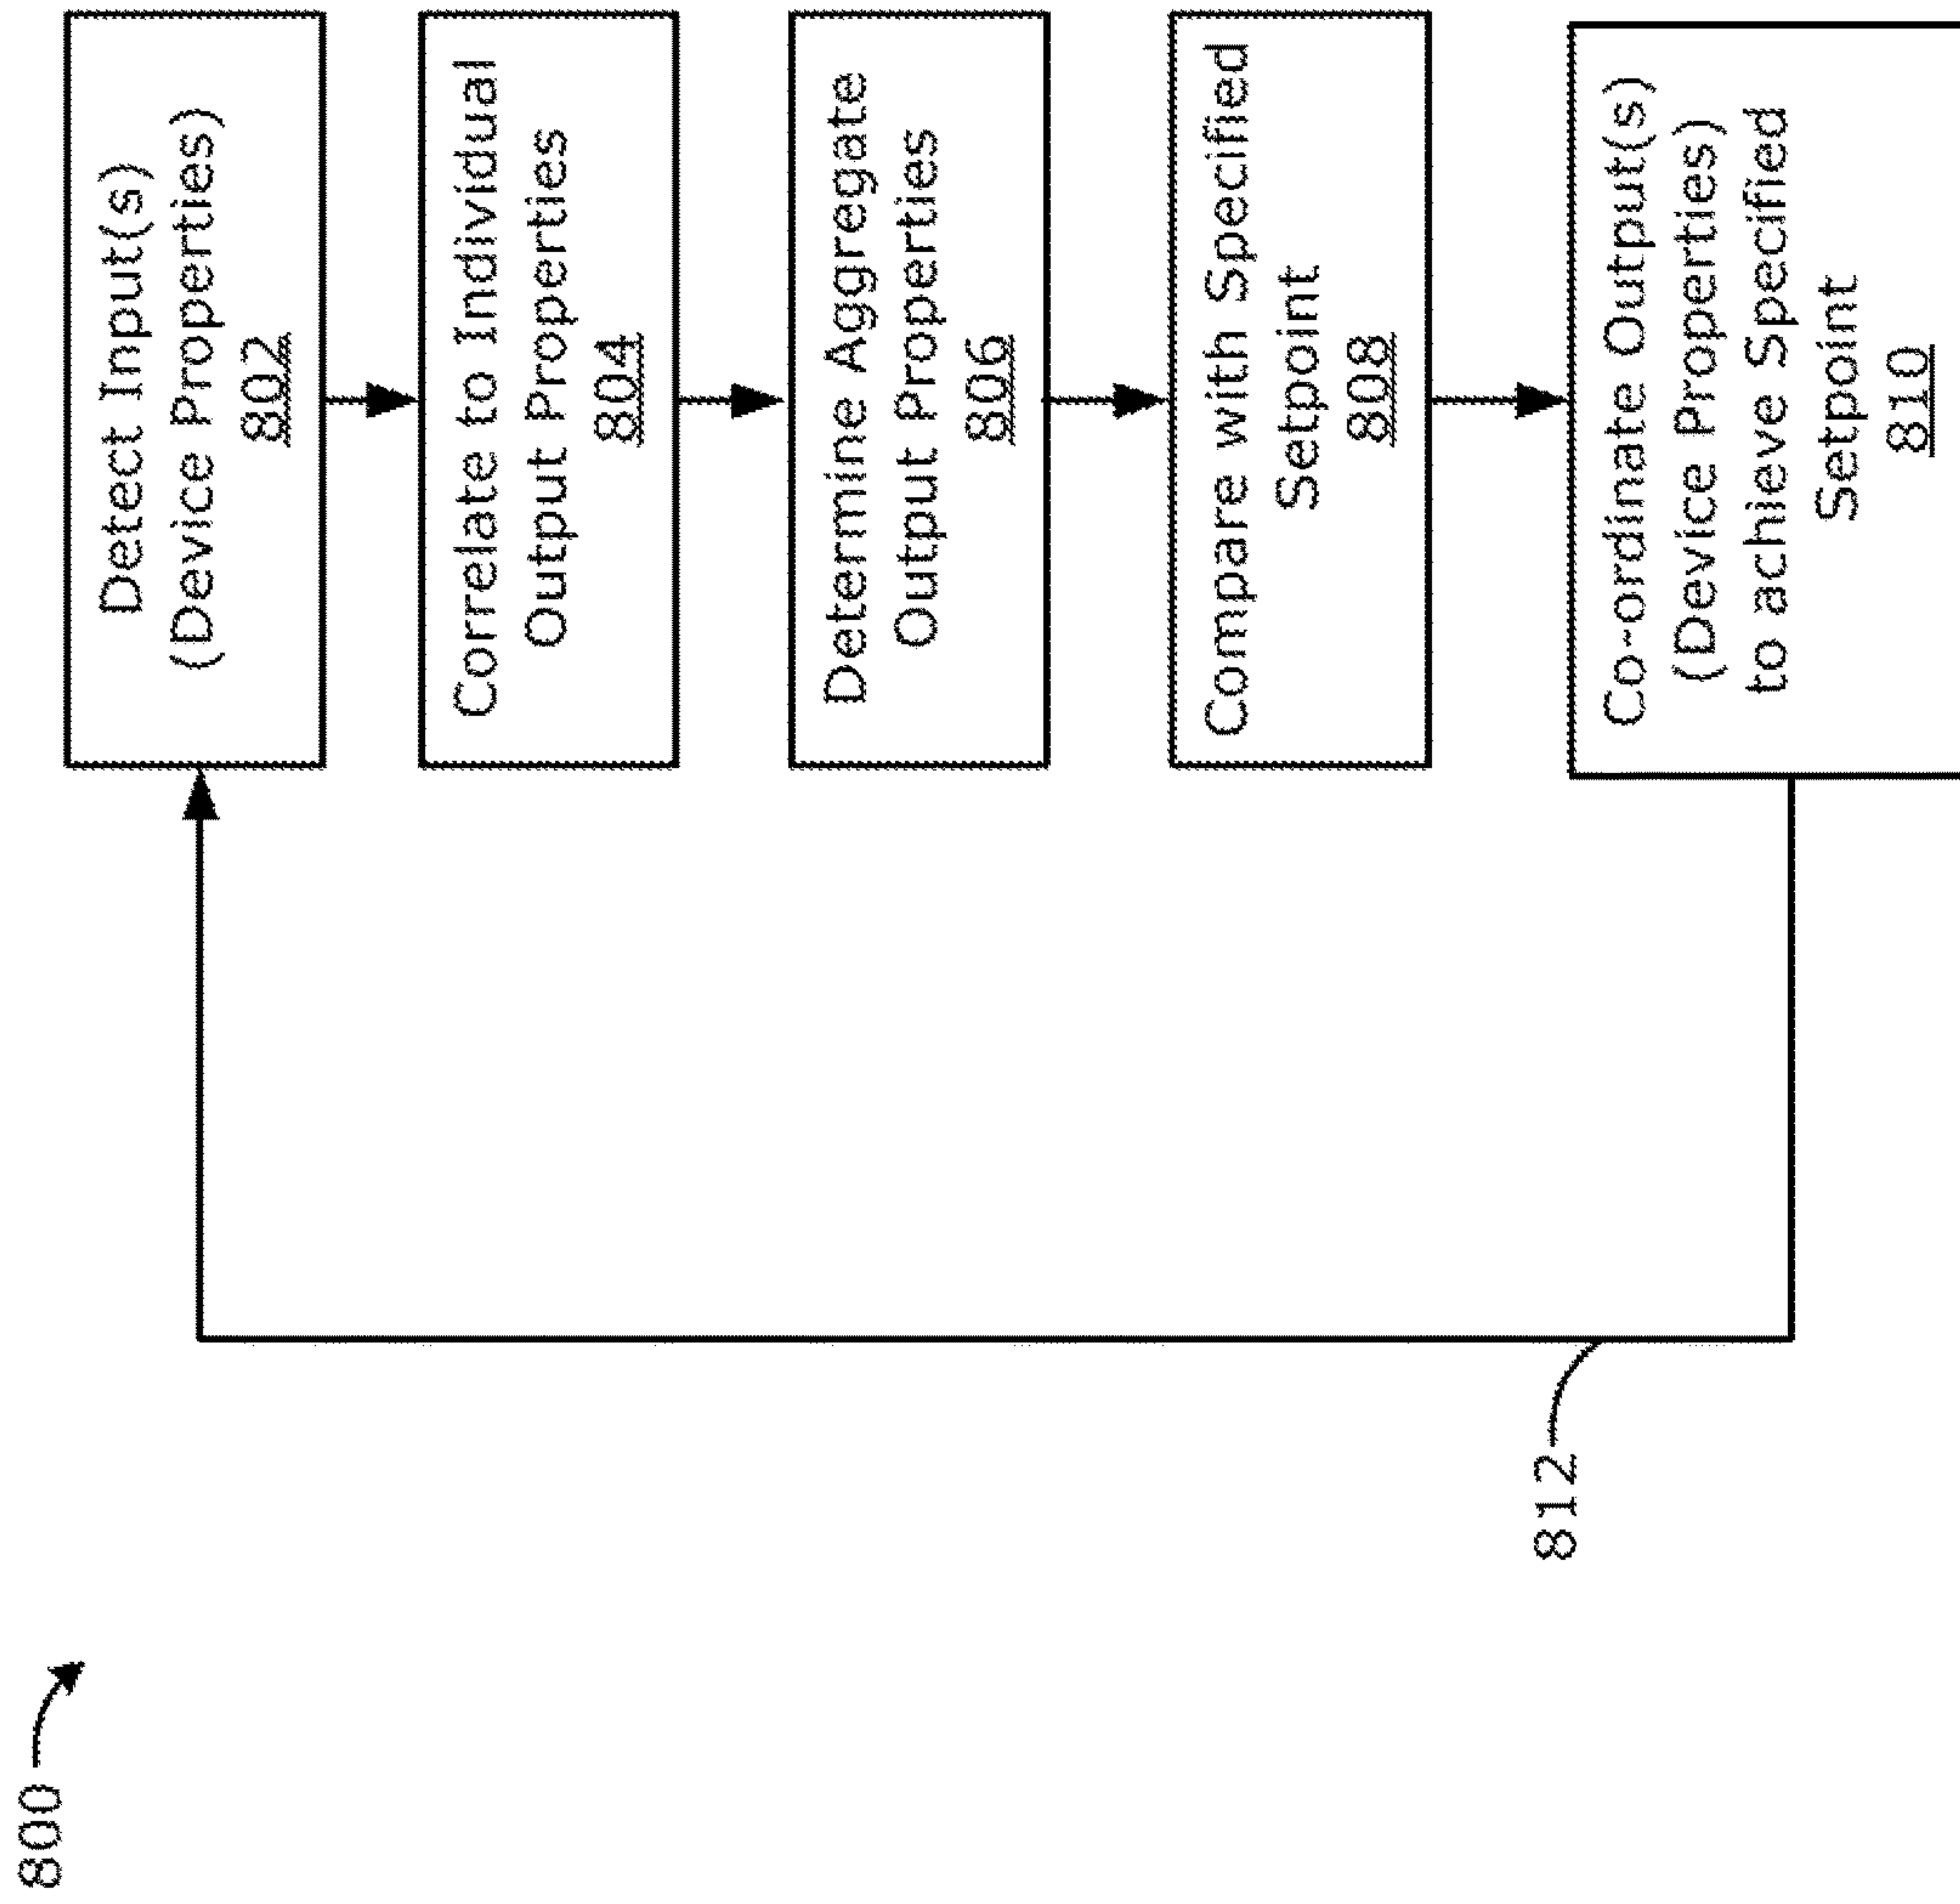 800
Detect Input(s)
(Device Properties)
802
Correlate to Individual
Output Properties
804
Determine Aggregate
Output Properties
806
Compare with Specified
Setpoint
808
Co-ordinate Output(s)
(Device Properties)
to achieve Specified
Setpoint
810
812